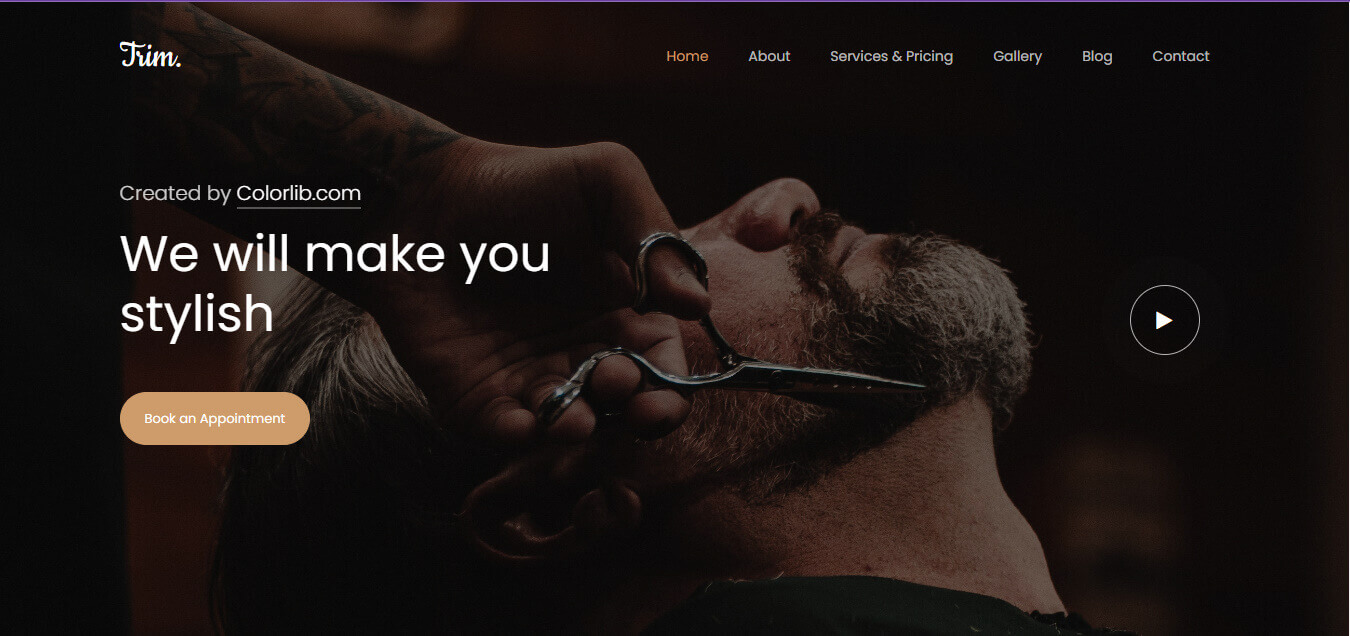 Trim.
Home About Services & Pricing Gallery Blog Contact
Created by Colorlib.com
We will make you
stylish
Book an Appointment